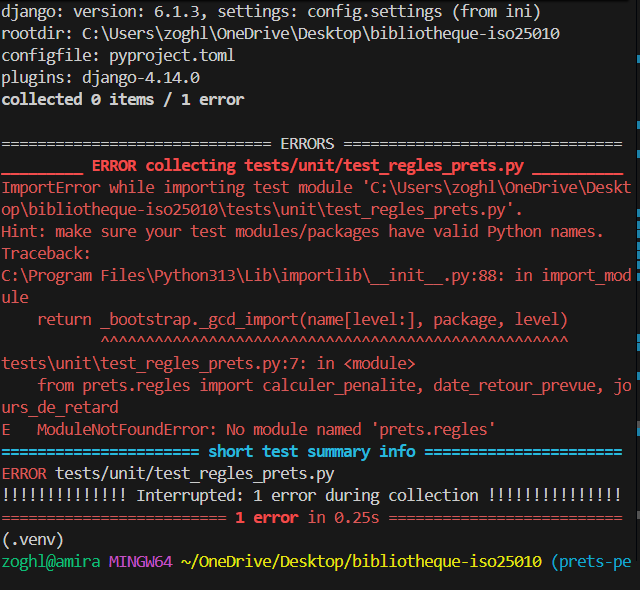 django: version: 6.1.3, settings: config.settings (from ini)
rootdir: C:\Users\zoghl\OneDrive\Desktop\bibliotheque-iso25010
configfile: pyproject.toml
plugins: django-4.14.0
collected 0 items / 1 error
============================== ERRORS ===============================
_________ ERROR collecting tests/unit/test_regles_prets.py __________
ImportError while importing test module 'C:\Users\zoghl\OneDrive\Deskt
op\bibliotheque-iso25010\tests\unit\test_regles_prets.py'.
Hint: make sure your test modules/packages have valid Python names.
Traceback:
C:\Program Files\Python313\Lib\importlib\__init__.py:88: in import_mod
ule
    return _bootstrap._gcd_import(name[level:], package, level)
           ^^^^^^^^^^^^^^^^^^^^^^^^^^^^^^^^^^^^^^^^^^^^^^^^^^^^
tests\unit\test_regles_prets.py:7: in <module>
    from prets.regles import calculer_penalite, date_retour_prevue, jo
urs_de_retard
E   ModuleNotFoundError: No module named 'prets.regles'
====================== short test summary info ======================
ERROR tests/unit/test_regles_prets.py
!!!!!!!!!!!!!! Interrupted: 1 error during collection !!!!!!!!!!!!!!!
========================= 1 error in 0.25s ==========================
(.venv)
zoghl@amira MINGW64 ~/OneDrive/Desktop/bibliotheque-iso25010 (prets-pe